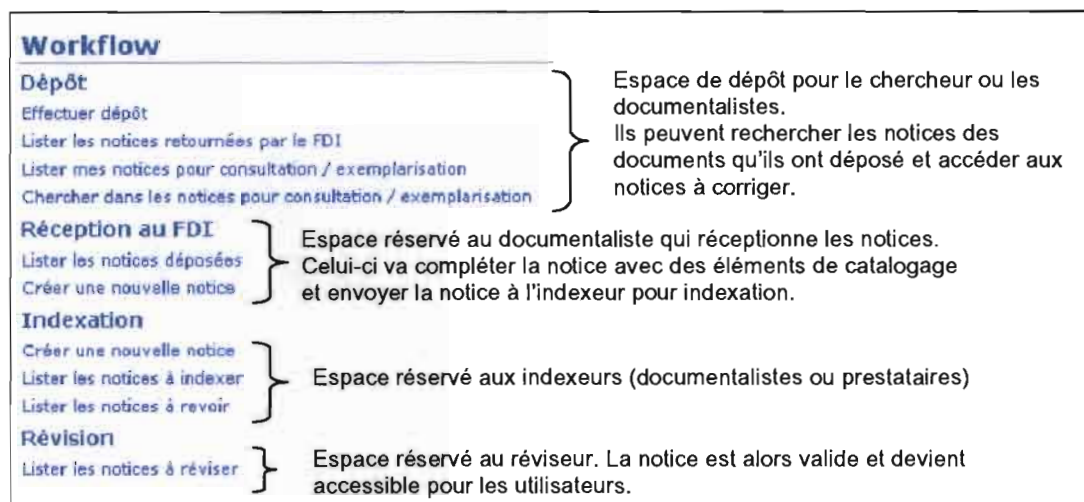 Workflow
Dépôt
Effectuer dépôt
Lister les notices retournées par le FDI
Lister mes notices pour consultation / exemplarisation
Chercher dans les notices pour consultation / exemplarisation
Espace de dépôt pour le chercheur ou les
documentalistes.
Ils peuvent rechercher les notices des
documents qu'ils ont déposé et accéder aux
notices à corriger.
Réception au FDI
Lister les notices déposées
Créer une nouvelle notice
Espace réservé au documentaliste qui réceptionne les notices.
Celui-ci va compléter la notice avec des éléments de catalogage
et envoyer la notice à l'indexeur pour indexation.
Indexation
Créer une nouvelle notice
Lister les notices à indexer
Lister les notices à revoir
Espace réservé aux indexeurs (documentalistes ou prestataires)
Révision
Lister les notices à réviser
Espace réservé au réviseur. La notice est alors valide et devient
accessible pour les utilisateurs.